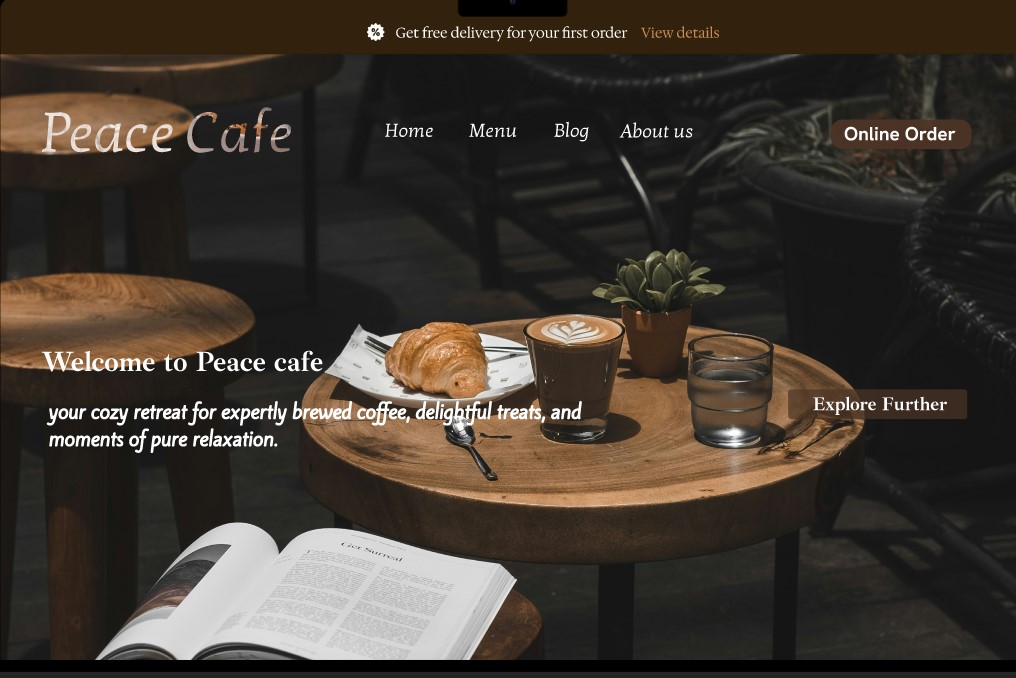 Get free delivery for your first order View details
Peace Cafe
Home Menu Blog About us
Online Order
Welcome to Peace cafe
your cozy retreat for expertly brewed coffee, delightful treats, and
moments of pure relaxation.
Explore Further
Get Surreal